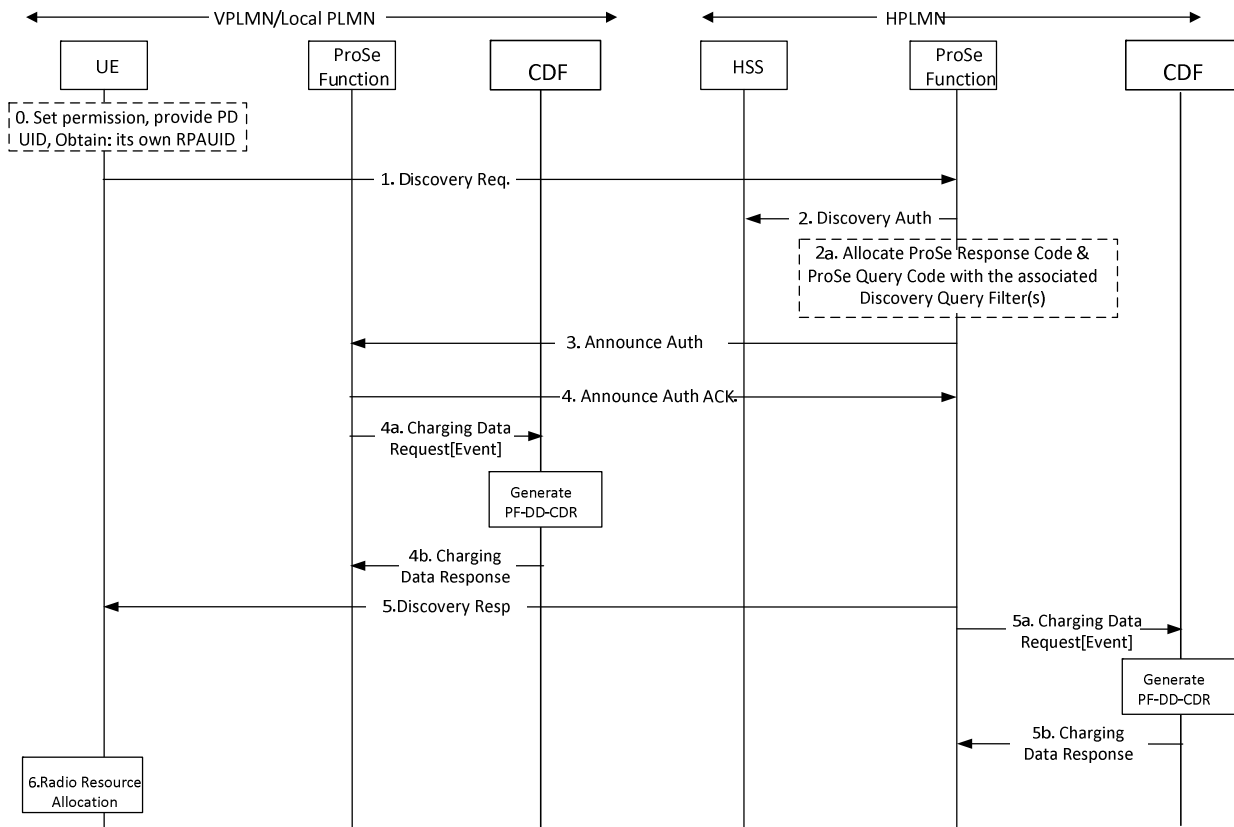 VPLMN/Local PLMN
HPLMN
UE
ProSe
Function
CDF
HSS
ProSe
Function
CDF
0. Set permission, provide PD
UID, Obtain: its own RPAUID
1. Discovery Req.
2. Discovery Auth
2a. Allocate ProSe Response Code &
ProSe Query Code with the associated
Discovery Query Filter(s)
3. Announce Auth
4. Announce Auth ACK.
4a. Charging Data
Request[Event]
Generate
PF-DD-CDR
4b. Charging
Data Response
5.Discovery Resp
5a. Charging Data
Request[Event]
Generate
PF-DD-CDR
5b. Charging
Data Response
6.Radio Resource
Allocation